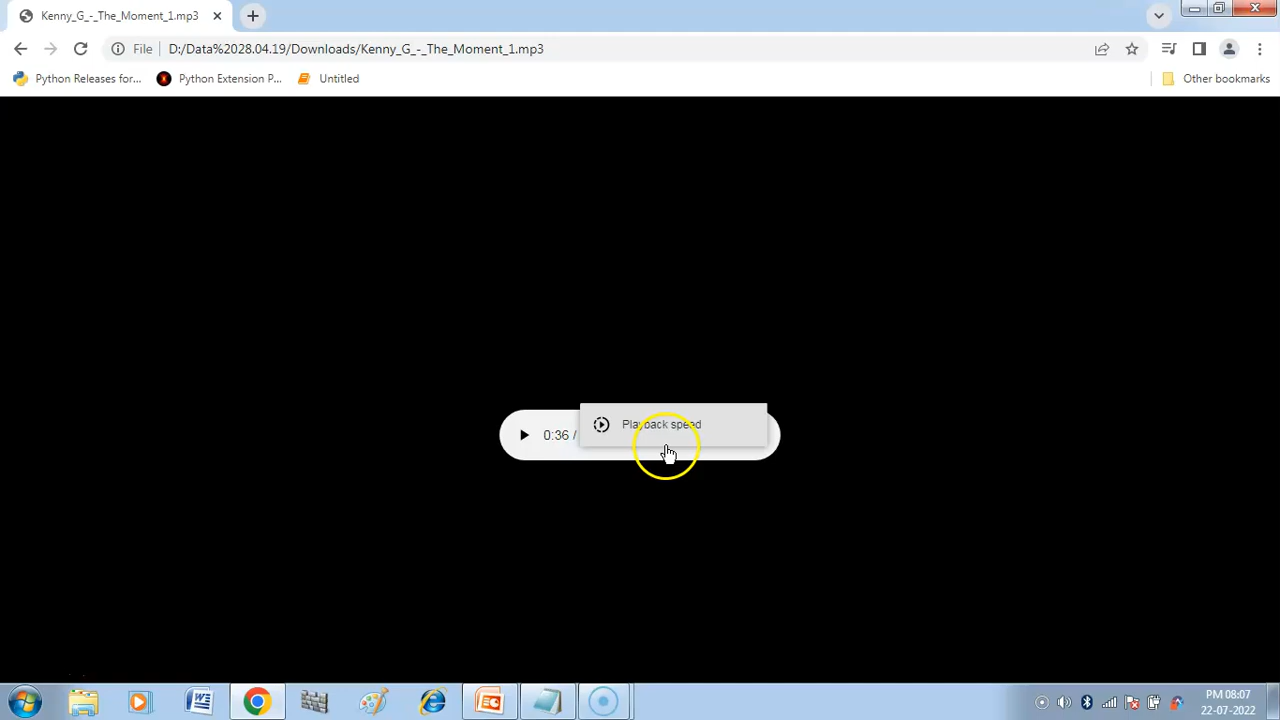 Kenny_G_-_The_Moment_1.mp3
File D:/Data%2028.04.19/Downloads/Kenny_G_-_The_Moment_1.mp3
Python Releases for... Python Extension P... Untitled Other bookmarks
Playback speed
0:36 /
PM 08:07
22-07-2022